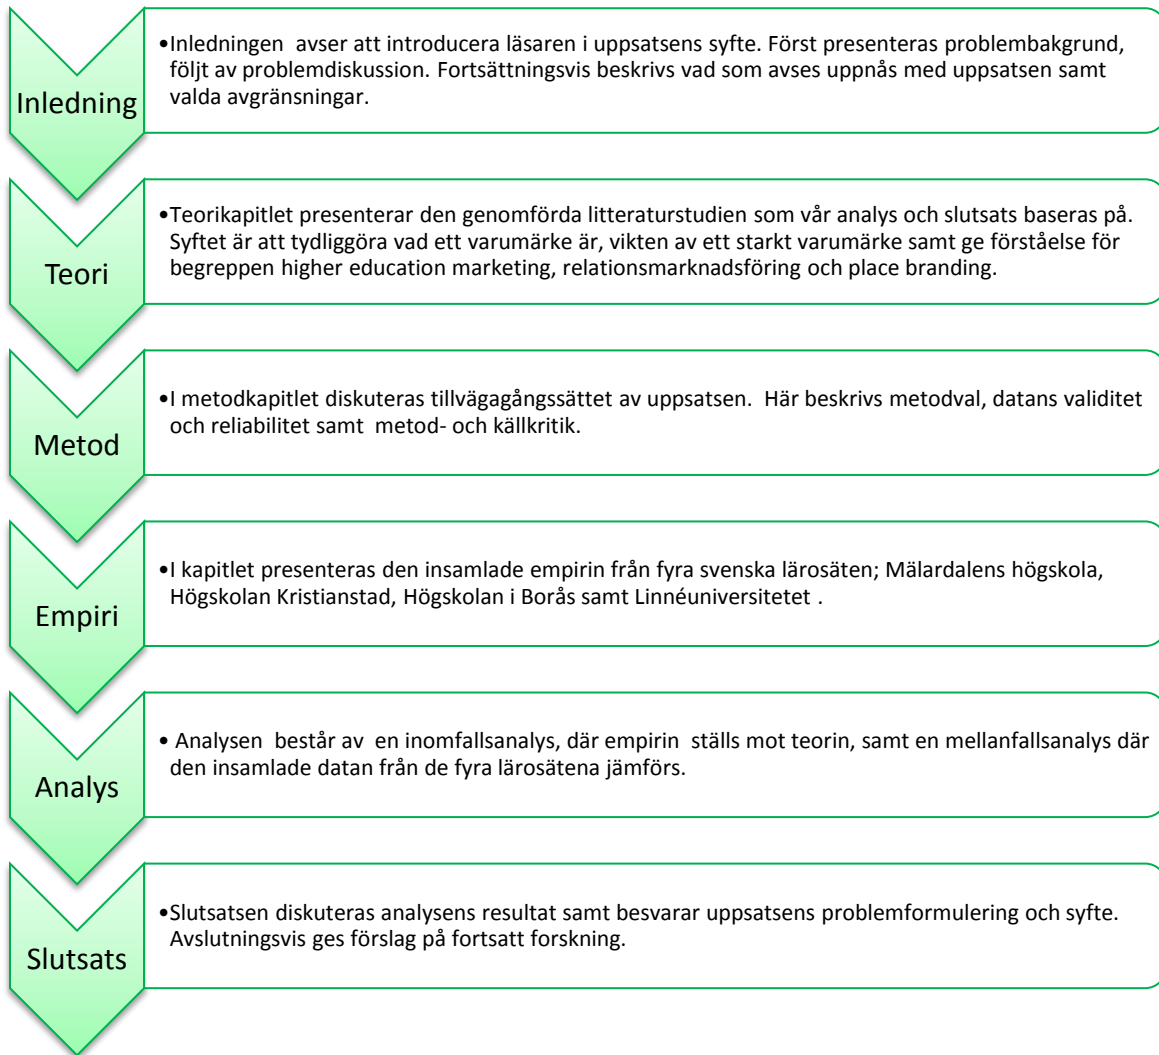 Inledning
•Inledningen avser att introducera läsaren i uppsatsens syfte. Först presenteras problembakgrund,
följt av problemdiskussion. Fortsättningsvis beskrivs vad som avses uppnås med uppsatsen samt
valda avgränsningar.
Teori
•Teorikapitlet presenterar den genomförda litteraturstudien som vår analys och slutsats baseras på.
Syftet är att tydliggöra vad ett varumärke är, vikten av ett starkt varumärke samt ge förståelse för
begreppen higher education marketing, relationsmarknadsföring och place branding.
Metod
•I metodkapitlet diskuteras tillvägagångssättet av uppsatsen. Här beskrivs metodval, datans validitet
och reliabilitet samt metod- och källkritik.
Empiri
•I kapitlet presenteras den insamlade empirin från fyra svenska lärosäten; Mälardalens högskola,
Högskolan Kristianstad, Högskolan i Borås samt Linnéuniversitetet .
Analys
• Analysen består av en inomfallsanalys, där empirin ställs mot teorin, samt en mellanfallsanalys där
den insamlade datan från de fyra lärosätena jämförs.
Slutsats
•Slutsatsen diskuteras analysens resultat samt besvarar uppsatsens problemformulering och syfte.
Avslutningsvis ges förslag på fortsatt forskning.